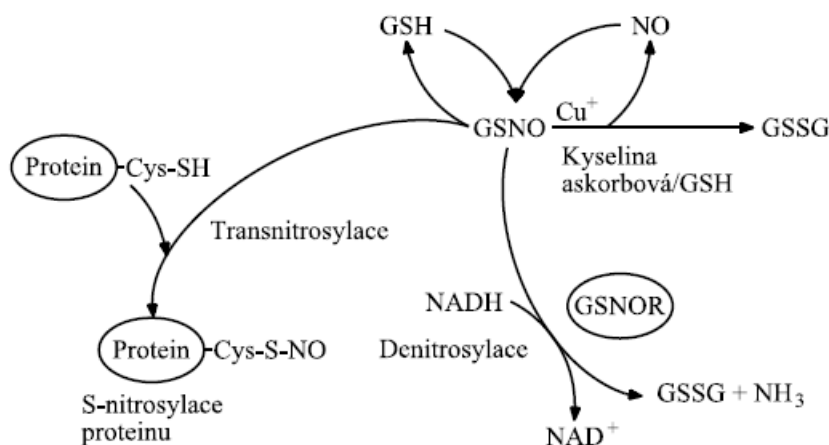 GSH
NO
GSNO
Cu⁺
GSSG
Kyselina
askorbová/GSH
Protein-Cys-SH
Transnitrosylace
NADH
GSNOR
Denitrosylace
Protein-Cys-S-NO
S-nitrosylace
proteinu
GSSG + NH₃
NAD⁺